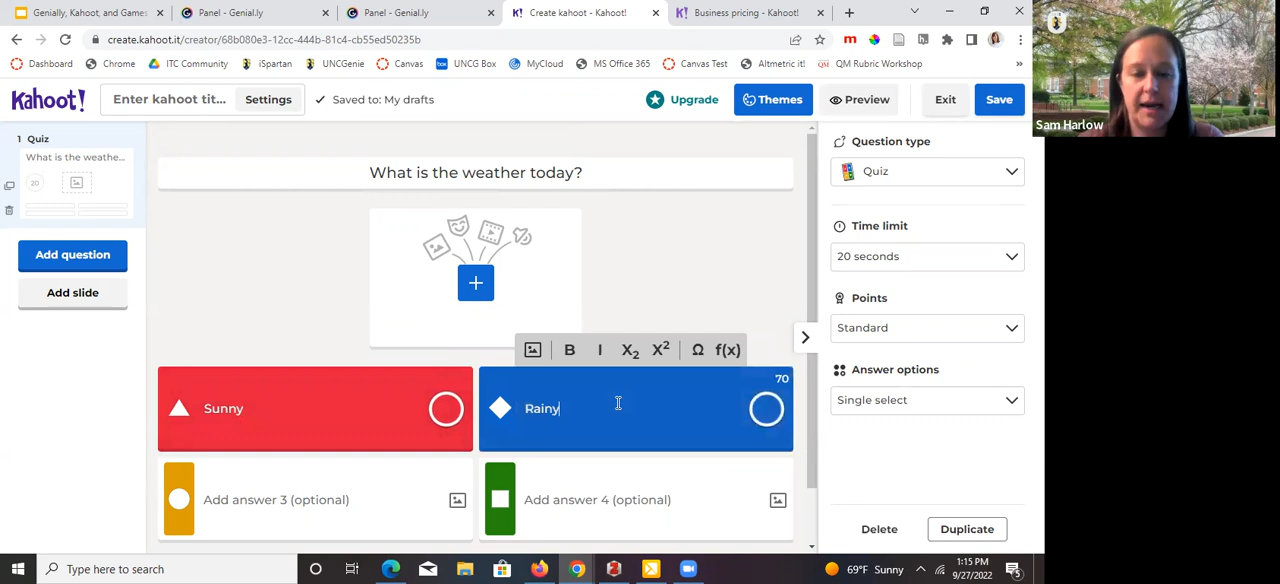 Genially, Kahoot, and Games
Panel - Genial.ly
Panel - Genial.ly
Create kahoot - Kahoot!
Business pricing - Kahoot!
create.kahoot.it/creator/68b080e3-12cc-444b-81c4-cb55ed50235b
Dashboard
Chrome
ITC Community
iSpartan
UNCGenie
Canvas
UNCG Box
MyCloud
MS Office 365
Canvas Test
Altmetric it!
QM Rubric Workshop
Kahoot!
Enter kahoot tit...
Settings
Saved to: My drafts
Upgrade
Themes
Preview
Exit
Save
Sam Harlow
1 Quiz
What is the weathe...
20
Add question
Add slide
What is the weather today?
B I X2 X2 Ω f(x)
Sunny
Rainy
70
Add answer 3 (optional)
Add answer 4 (optional)
Question type
Quiz
Time limit
20 seconds
Points
Standard
Answer options
Single select
Delete
Duplicate
Type here to search
69°F Sunny
1:15 PM
9/27/2022
5